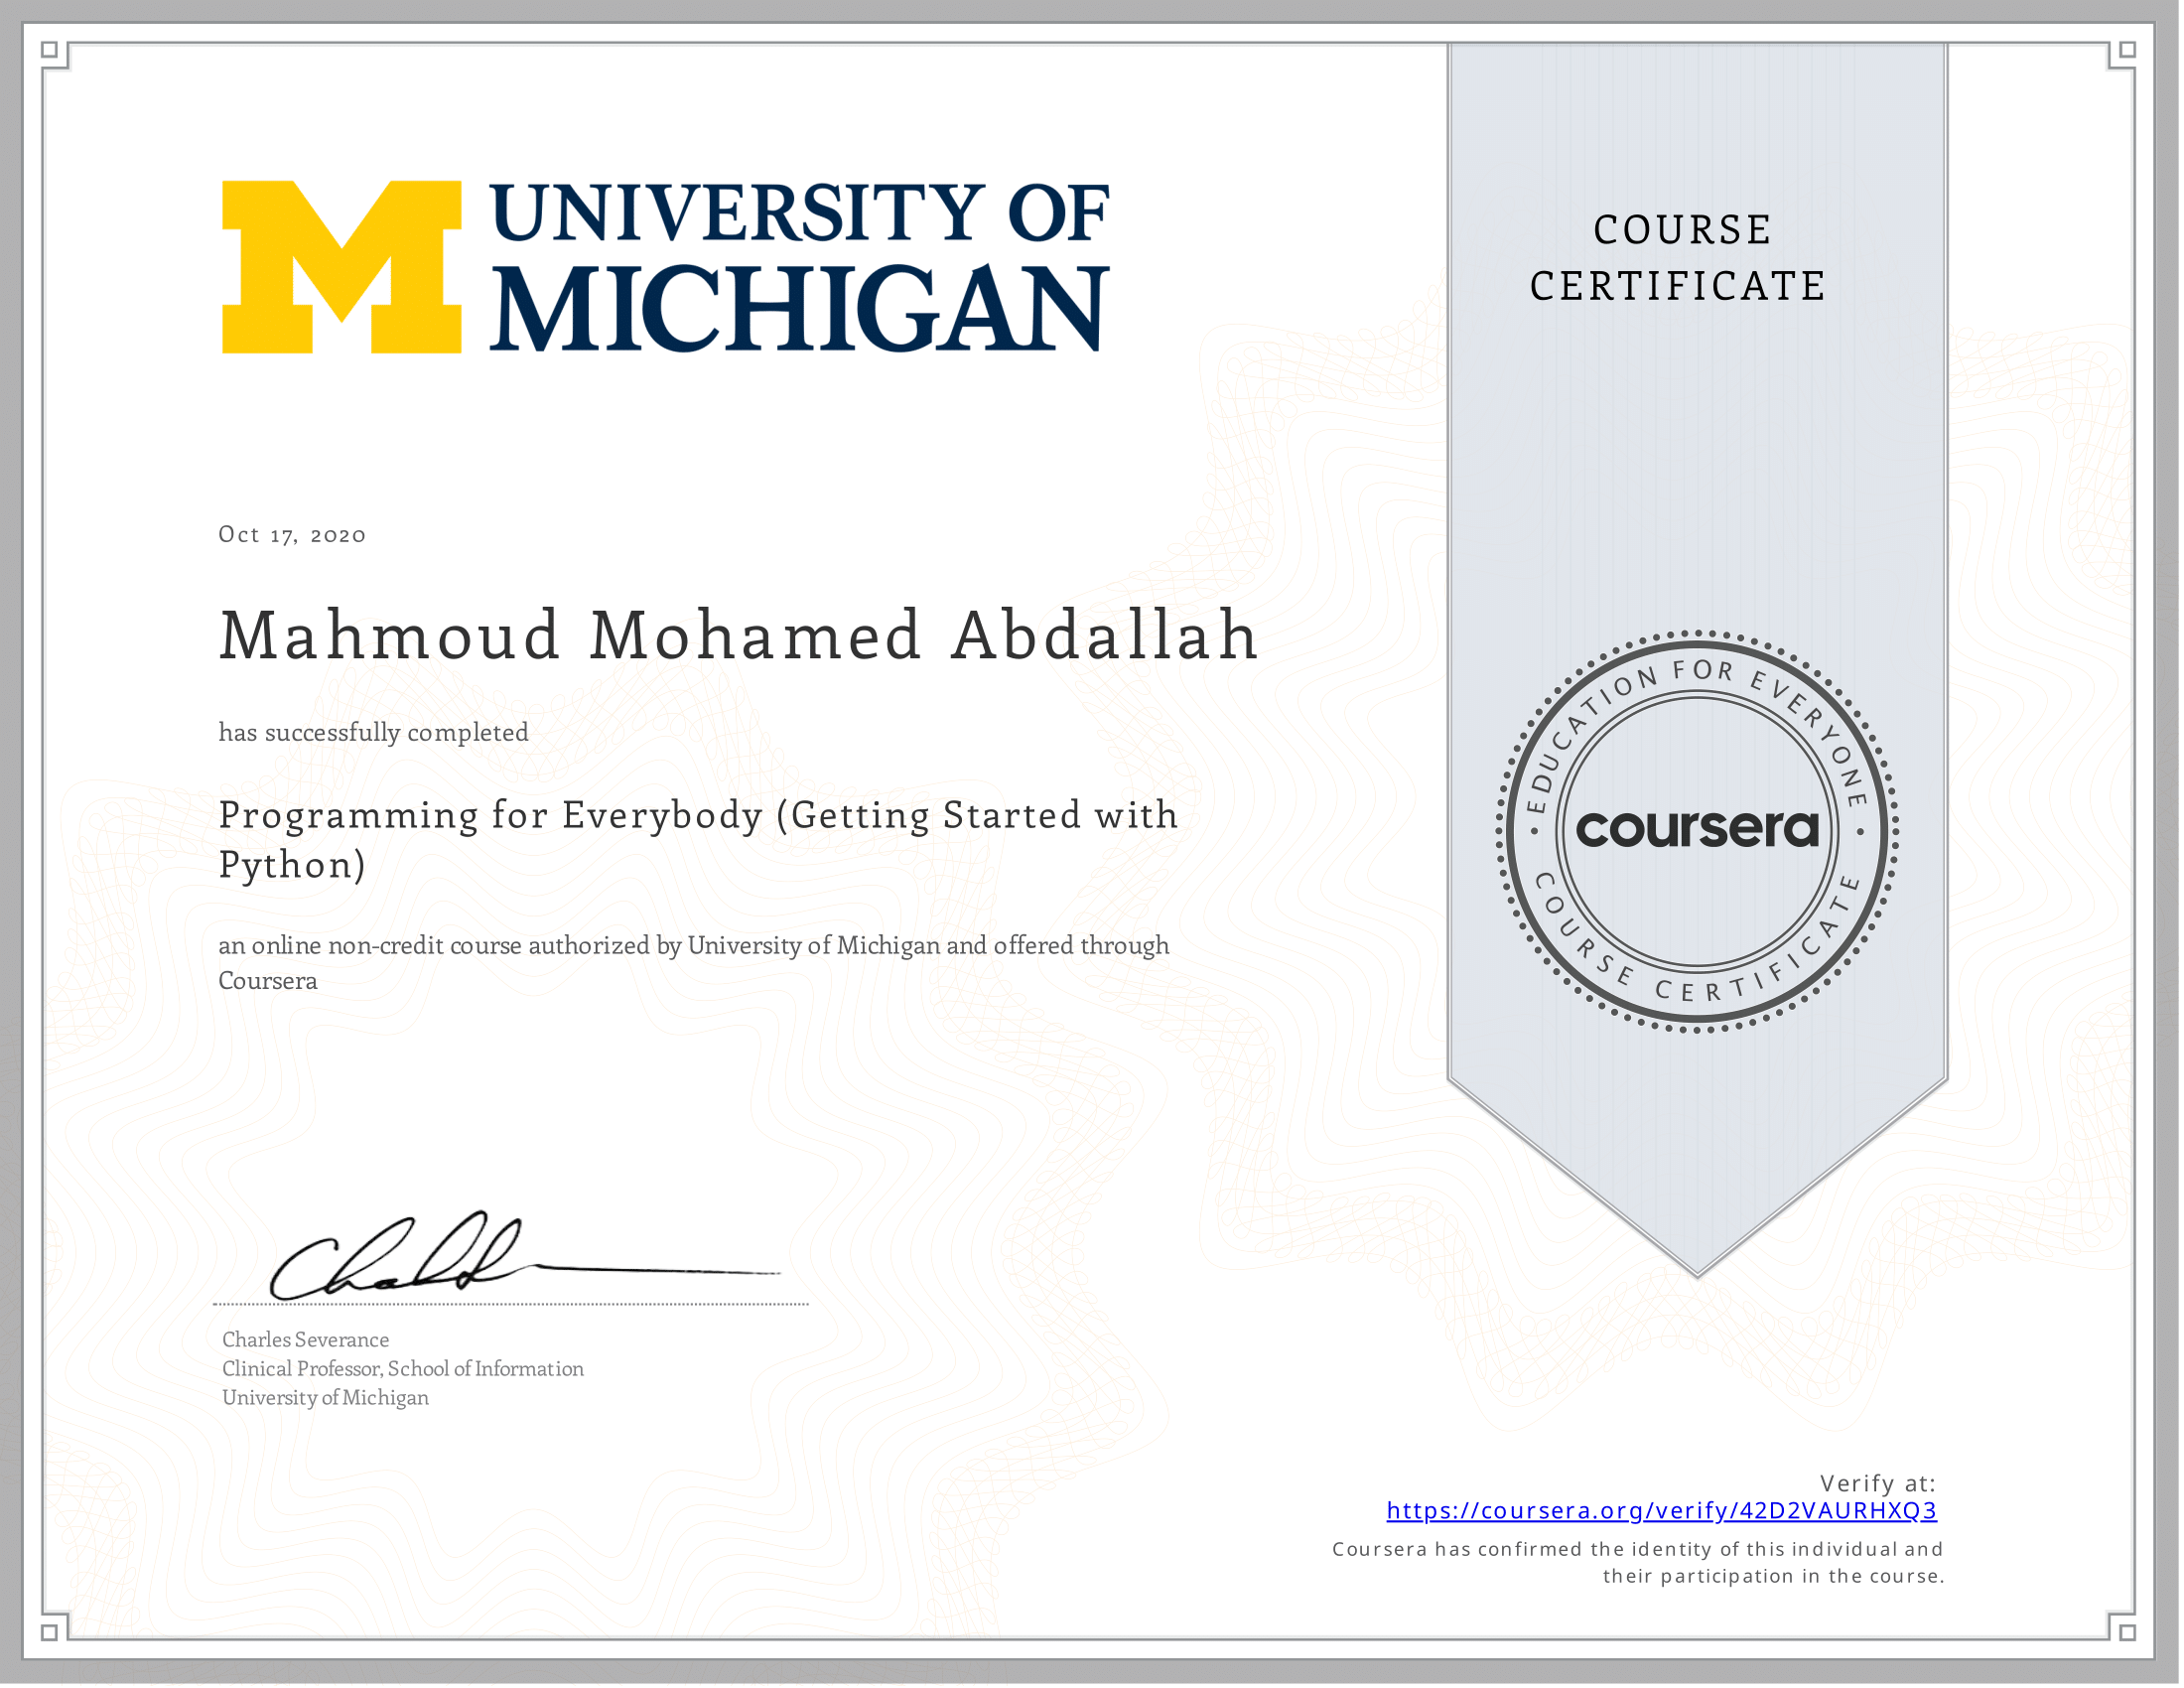 UNIVERSITY OF
MICHIGAN
COURSE
CERTIFICATE
Oct 17, 2020
Mahmoud Mohamed Abdallah
has successfully completed
Programming for Everybody (Getting Started with
Python)
an online non-credit course authorized by University of Michigan and offered through
Coursera
EDUCATION FOR EVERYONE
coursera
COURSE CERTIFICATE
Charles Severance
Clinical Professor, School of Information
University of Michigan
Verify at:
https://coursera.org/verify/42D2VAURHXQ3
Coursera has confirmed the identity of this individual and
their participation in the course.